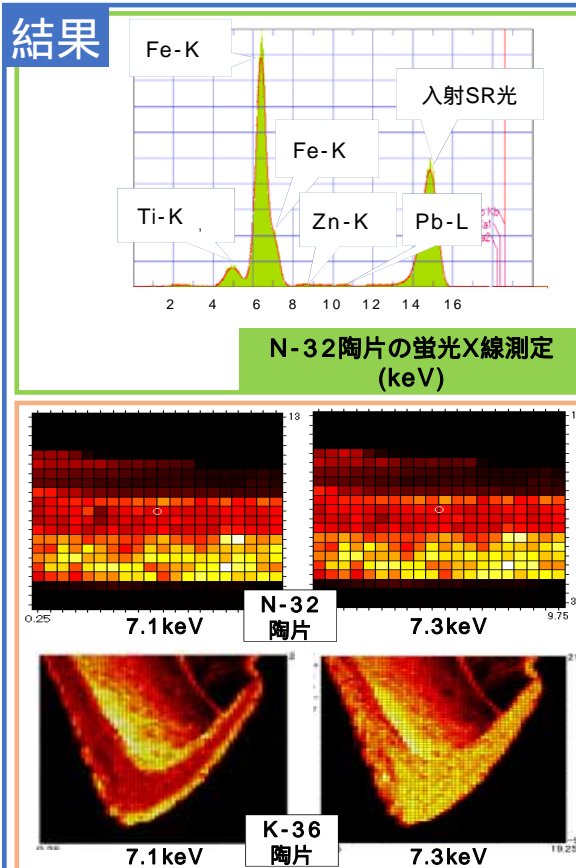 結果
Fe-K
入射SR光
Fe-K
Ti-K ,
Zn-K
Pb-L
2 4 6 8 10 12 14 16
N-32陶片の蛍光X線測定
(keV)
13
0.25
9.75
7.1keV
N-32
陶片
7.3keV
19.25
7.1keV
K-36
陶片
7.3keV